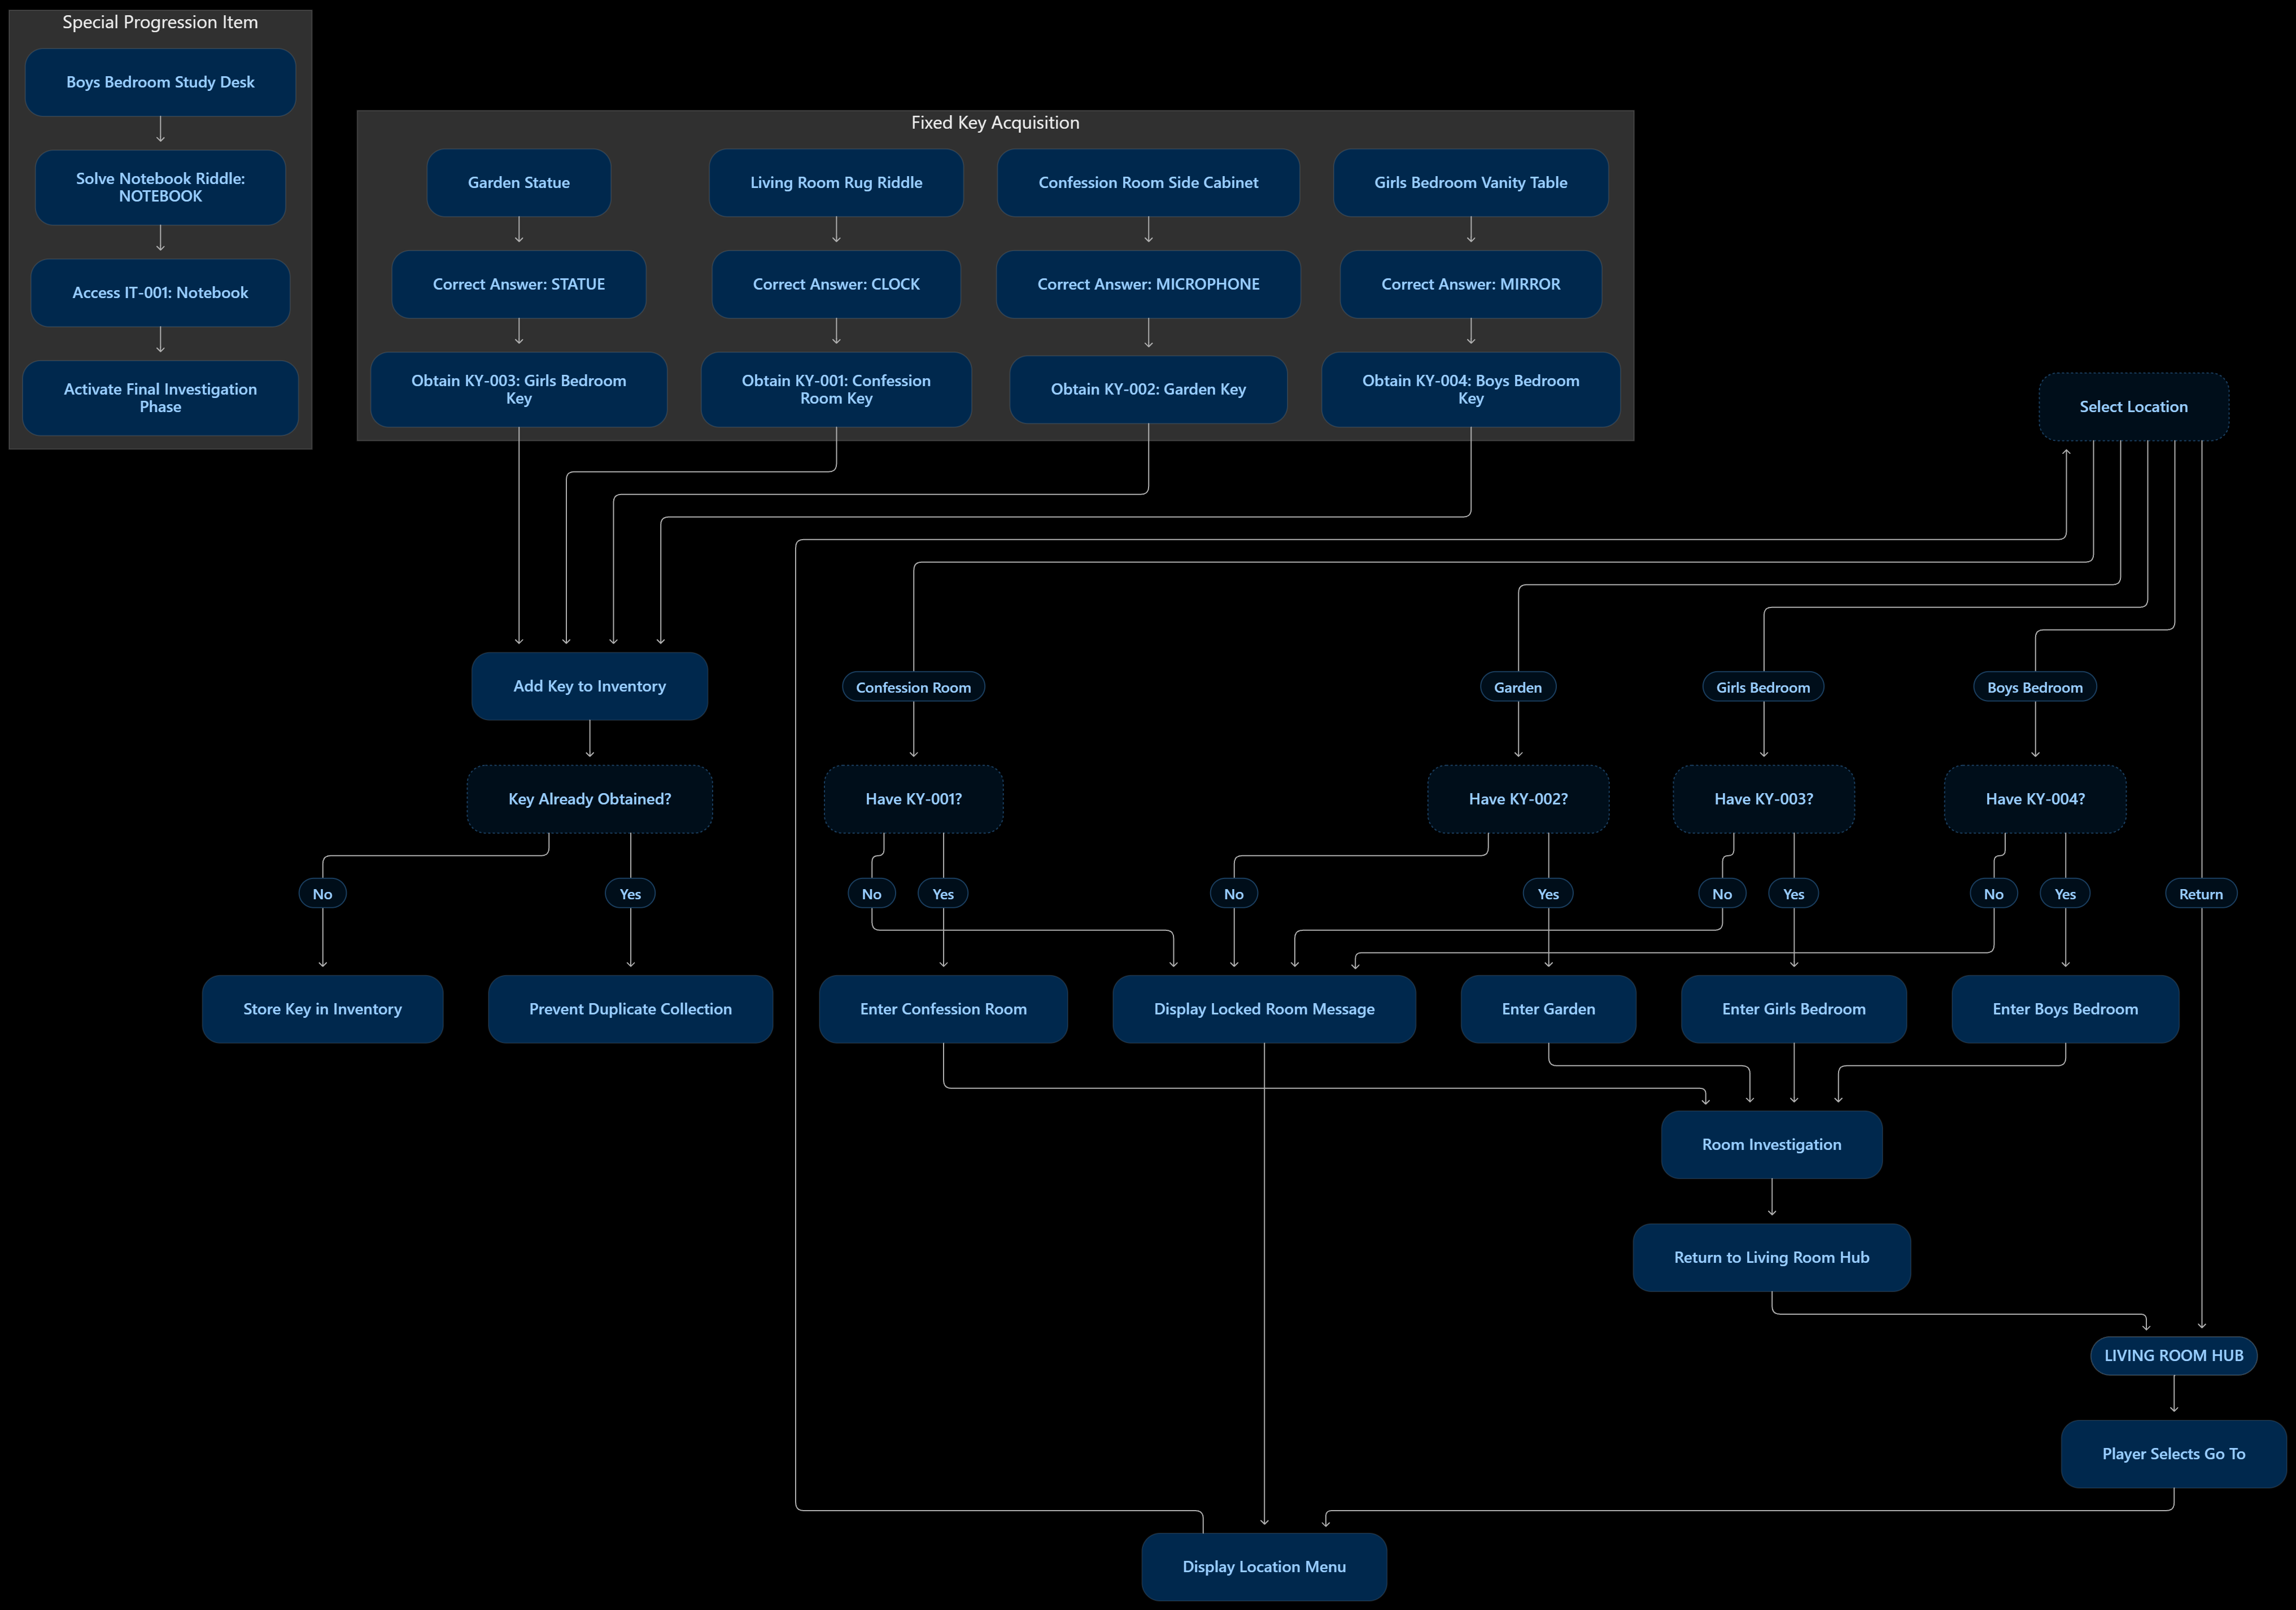 Special Progression Item
Boys Bedroom Study Desk
Solve Notebook Riddle:
NOTEBOOK
Access IT-001: Notebook
Activate Final Investigation
Phase
Fixed Key Acquisition
Garden Statue
Living Room Rug Riddle
Confession Room Side Cabinet
Girls Bedroom Vanity Table
Correct Answer: STATUE
Correct Answer: CLOCK
Correct Answer: MICROPHONE
Correct Answer: MIRROR
Obtain KY-003: Girls Bedroom
Key
Obtain KY-001: Confession
Room Key
Obtain KY-002: Garden Key
Obtain KY-004: Boys Bedroom
Key
Select Location
Add Key to Inventory
Confession Room
Garden
Girls Bedroom
Boys Bedroom
Key Already Obtained?
Have KY-001?
Have KY-002?
Have KY-003?
Have KY-004?
No
Yes
No
Yes
No
Yes
No
Yes
No
Yes
Return
Store Key in Inventory
Prevent Duplicate Collection
Enter Confession Room
Display Locked Room Message
Enter Garden
Enter Girls Bedroom
Enter Boys Bedroom
Room Investigation
Return to Living Room Hub
LIVING ROOM HUB
Player Selects Go To
Display Location Menu